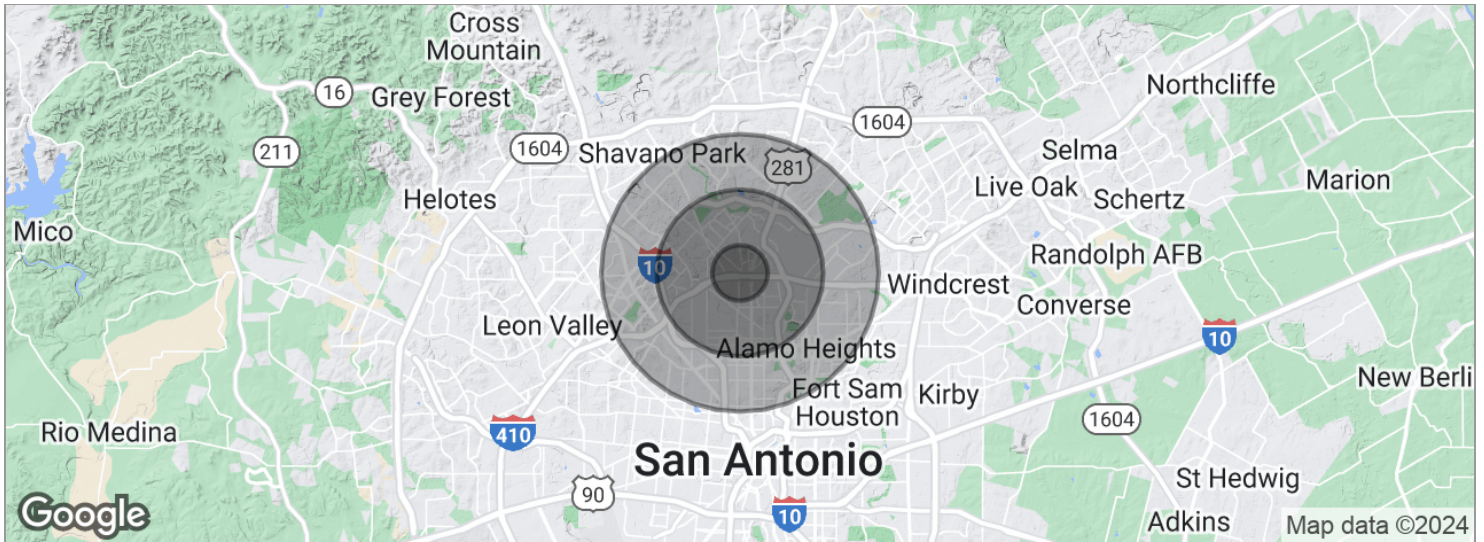 Cross
Mountain
16
Grey Forest
1604
211
1604
Shavano Park
281
Northcliffe
Selma
Live Oak
Schertz
Marion
Helotes
Mico
10
Randolph AFB
Windcrest
Converse
Leon Valley
Alamo Heights
10
Fort Sam
Houston
Kirby
New Berli
1604
Rio Medina
410
San Antonio
St Hedwig
90
10
Adkins
Google
Map data ©2024